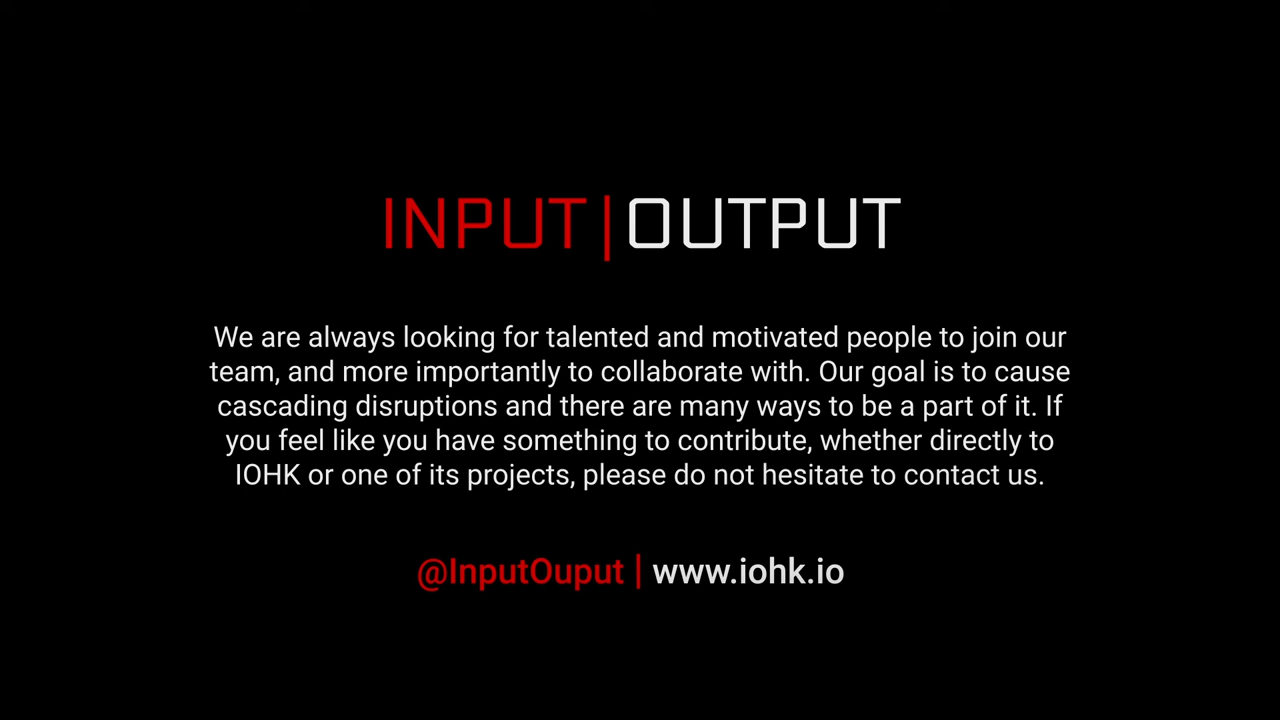 INPUT|OUTPUT
We are always looking for talented and motivated people to join our
team, and more importantly to collaborate with. Our goal is to cause
cascading disruptions and there are many ways to be a part of it. If
you feel like you have something to contribute, whether directly to
IOHK or one of its projects, please do not hesitate to contact us.
@InputOuput | www.iohk.io